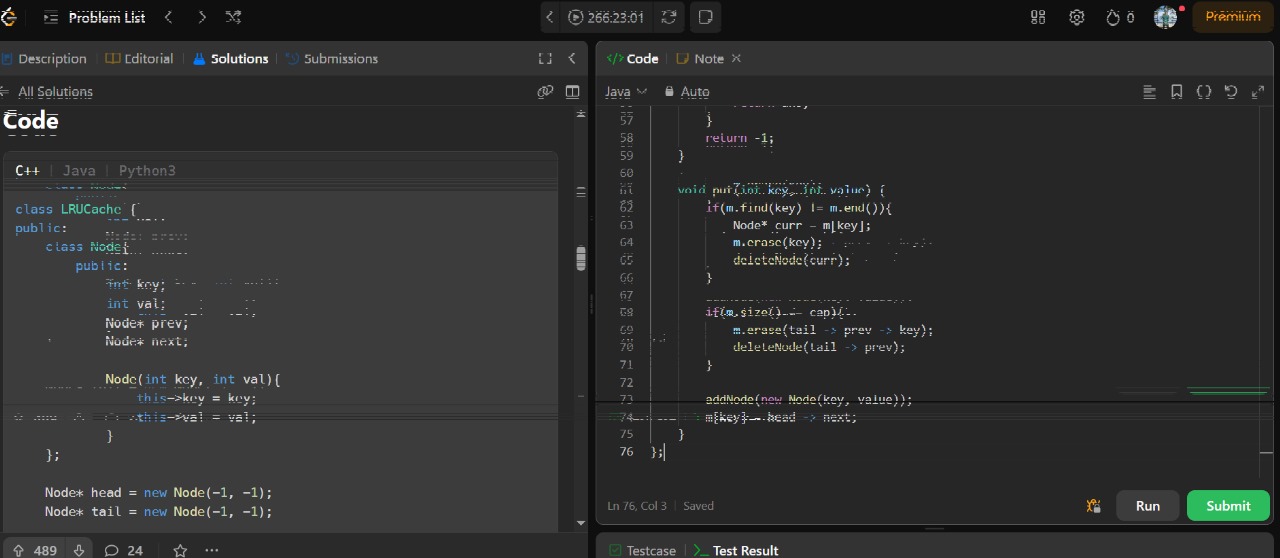 Problem List
266:23:01
0
Premium
Description | Editorial | Solutions | Submissions
All Solutions
Code
C++ | Java | Python3
class LRUCache {
public:
class Node{
public:
int key;
int val;
Node* prev;
Node* next;
Node(int key, int val){
this->key = key;
this->val = val;
}
};
Node* head = new Node(-1, -1);
Node* tail = new Node(-1, -1);
489
24
Code | Note
Java Auto
57 }
58 return -1;
59 }
60
61 void put(int key, int value) {
62 if(m.find(key) != m.end()){
63 Node* curr = m[key];
64 m.erase(key);
65 deleteNode(curr);
66 }
67
68 if(m.size() == cap){
69 m.erase(tail -> prev -> key);
70 deleteNode(tail -> prev);
71 }
72
73 addNode(new Node(key, value));
74 m[key] = head -> next;
75 }
76 };
Ln 76, Col 3 | Saved
Run
Submit
Testcase | Test Result